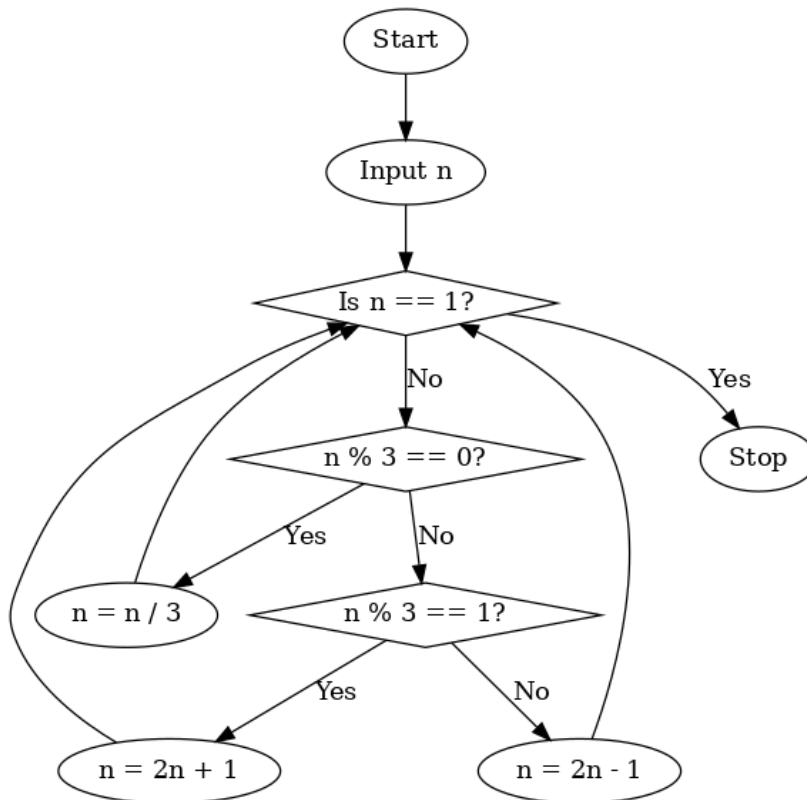 Start
Input n
Is n == 1?
No
Yes
n % 3 == 0?
Stop
Yes
No
n = n / 3
n % 3 == 1?
Yes
No
n = 2n + 1
n = 2n - 1